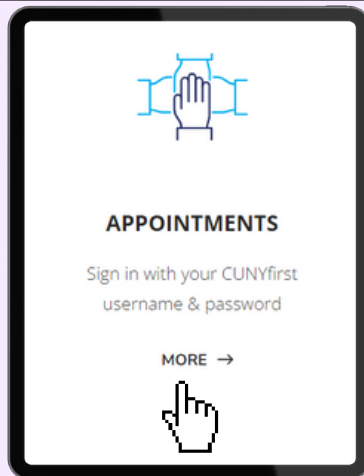 APPOINTMENTS
Sign in with your CUNYfirst
username & password
MORE →